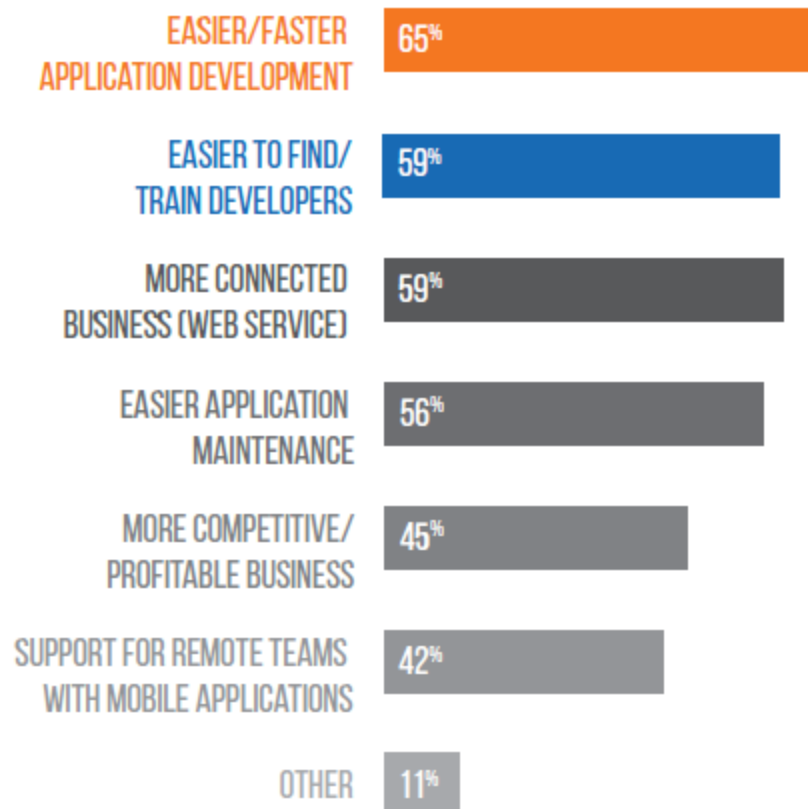 EASIER/FASTER
APPLICATION DEVELOPMENT
65%
EASIER TO FIND/
TRAIN DEVELOPERS
59%
MORE CONNECTED
BUSINESS (WEB SERVICE)
59%
EASIER APPLICATION
MAINTENANCE
56%
MORE COMPETITIVE/
PROFITABLE BUSINESS
45%
SUPPORT FOR REMOTE TEAMS
WITH MOBILE APPLICATIONS
42%
OTHER
11%